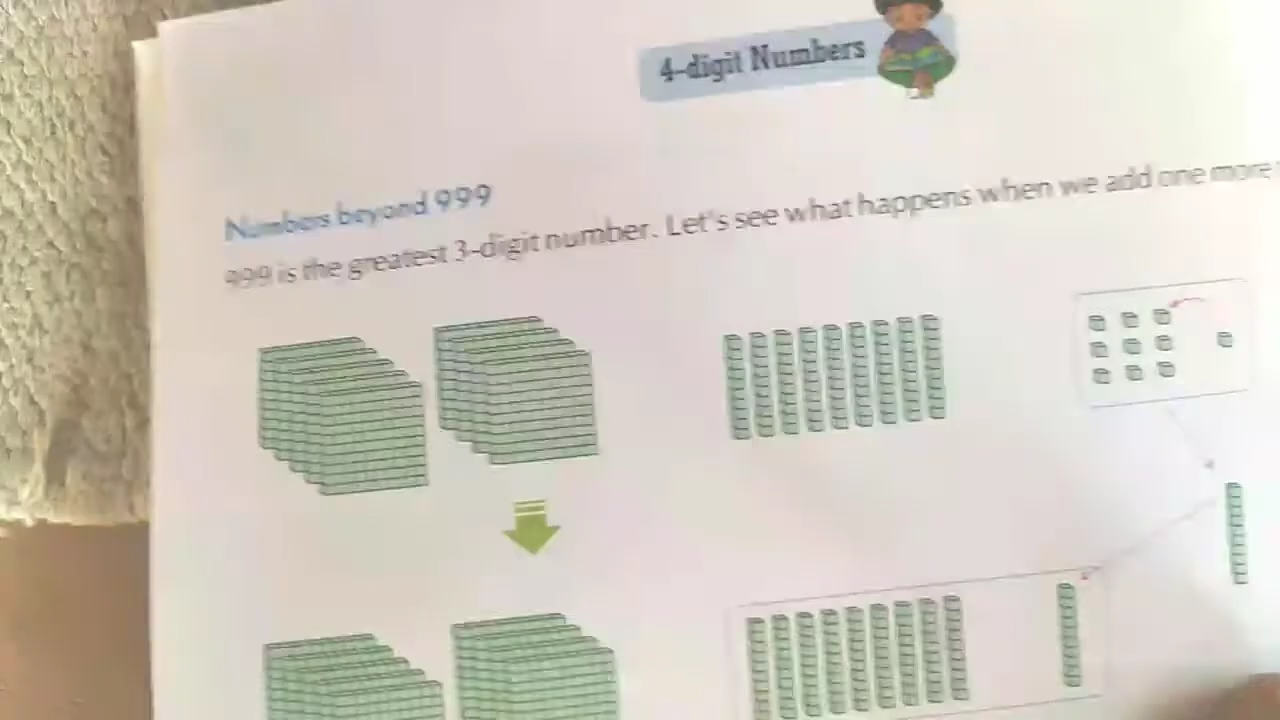 4-digit Numbers
Numbers beyond 999
999 is the greatest 3-digit number. Let's see what happens when we add one more